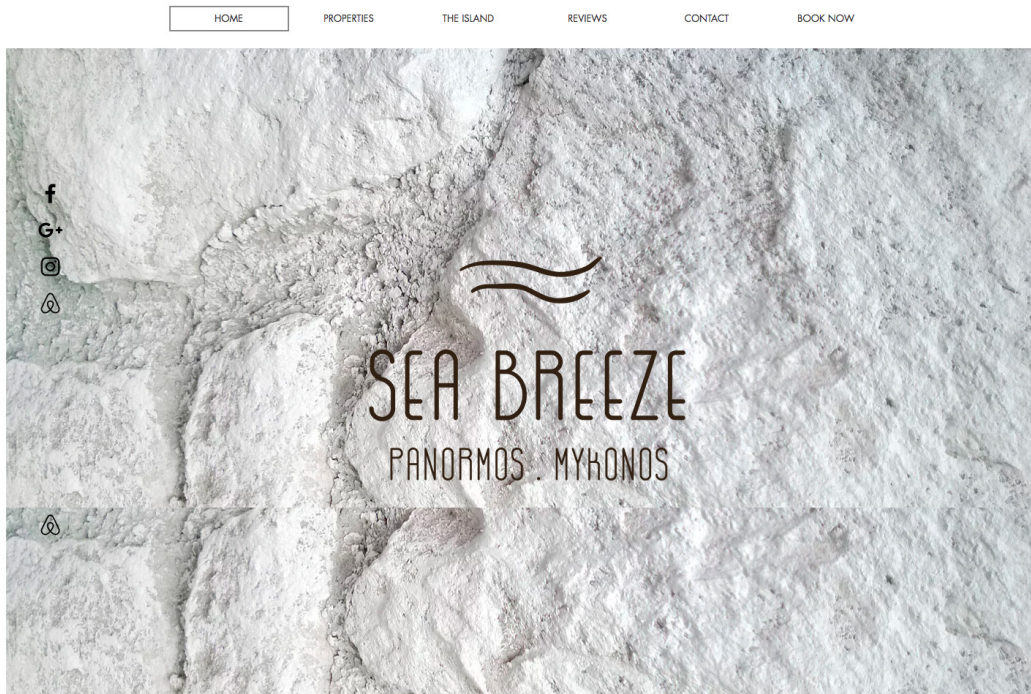 HOME
PROPERTIES
THE ISLAND
REVIEWS
CONTACT
BOOK NOW
G+
SEA BREEZE
PANORMOS . MYKONOS